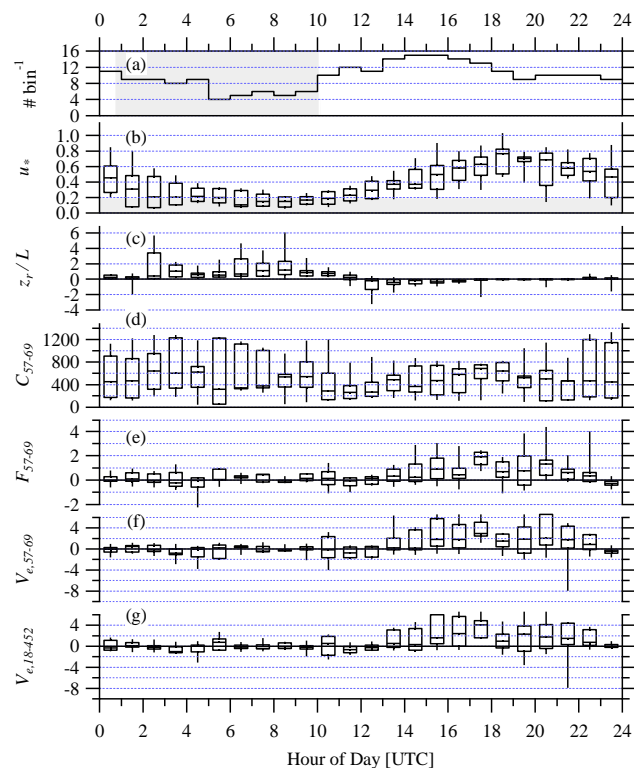 0 2 4 6 8 10 12 14 16 18 20 22 24
16
12
8
4
0
# bin-1
(a)
1.0
0.8
0.6
0.4
0.2
0.0
u*
(b)
6
4
2
0
-2
-4
zr / L
(c)
1200
800
400
0
C57-69
(d)
4
2
0
-2
F57-69
(e)
4
0
-4
-8
Ve,57-69
(f)
4
0
-4
-8
Ve,18-452
(g)
0 2 4 6 8 10 12 14 16 18 20 22 24
Hour of Day [UTC]